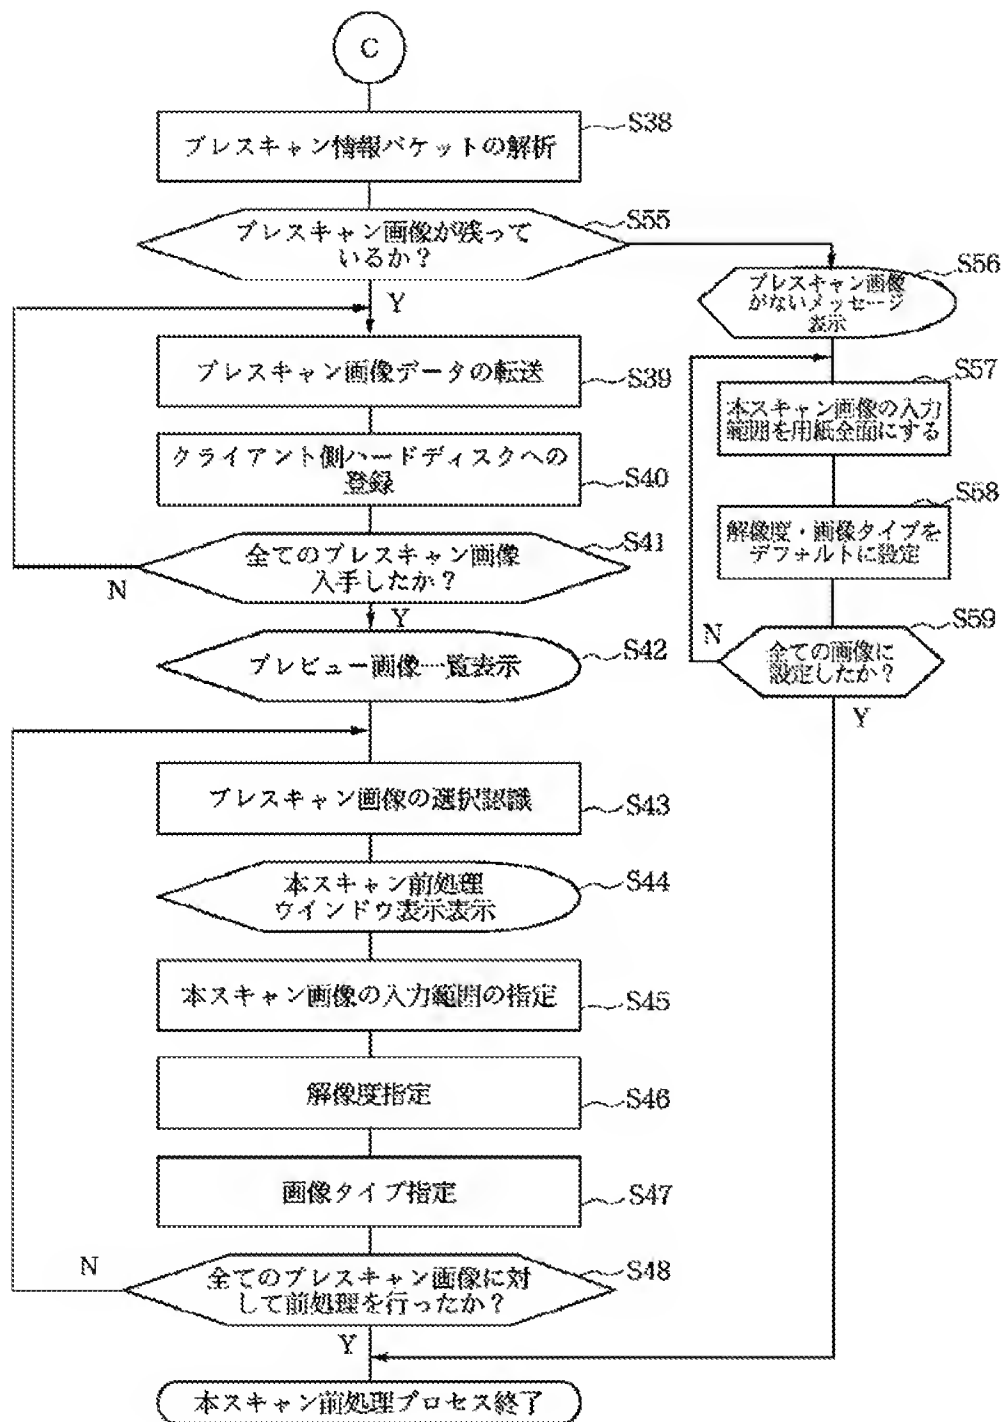 C
プレスキャン情報パケットの解析
S38
プレスキャン画像が残って
いるか？
S55
Y
プレスキャン画像
がないメッセージ
表示
S56
プレスキャン画像データの転送
S39
本スキャン画像の入力
範囲を用紙全面にする
S57
クライアント側ハードディスクへの
登録
S40
解像度・画像タイプを
デフォルトに設定
S58
全てのプレスキャン画像
入手したか？
S41
N
Y
全ての画像に
設定したか？
S59
N
Y
プレビュー画像一覧表示
S42
プレスキャン画像の選択認識
S43
本スキャン前処理
ウインドウ表示表示
S44
本スキャン画像の入力範囲の指定
S45
解像度指定
S46
画像タイプ指定
S47
全てのプレスキャン画像に対
して前処理を行ったか？
S48
N
Y
本スキャン前処理プロセス終了